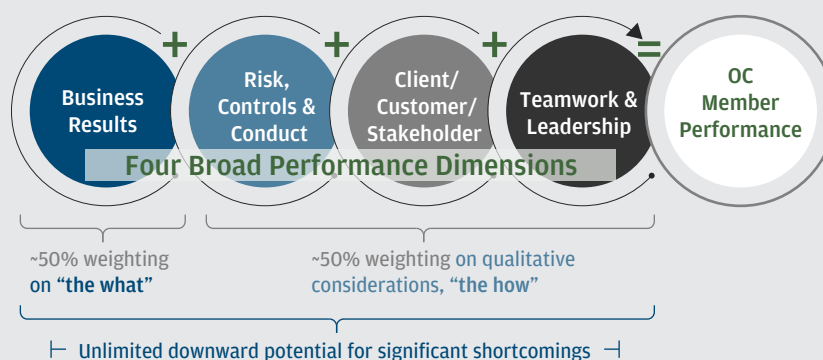 Business
Results
+
Risk,
Controls &
Conduct
+
Client/
Customer/
Stakeholder
+
Teamwork &
Leadership
=
OC
Member
Performance
Four Broad Performance Dimensions
~50% weighting
on “the what”
~50% weighting on qualitative
considerations, “the how”
Unlimited downward potential for significant shortcomings